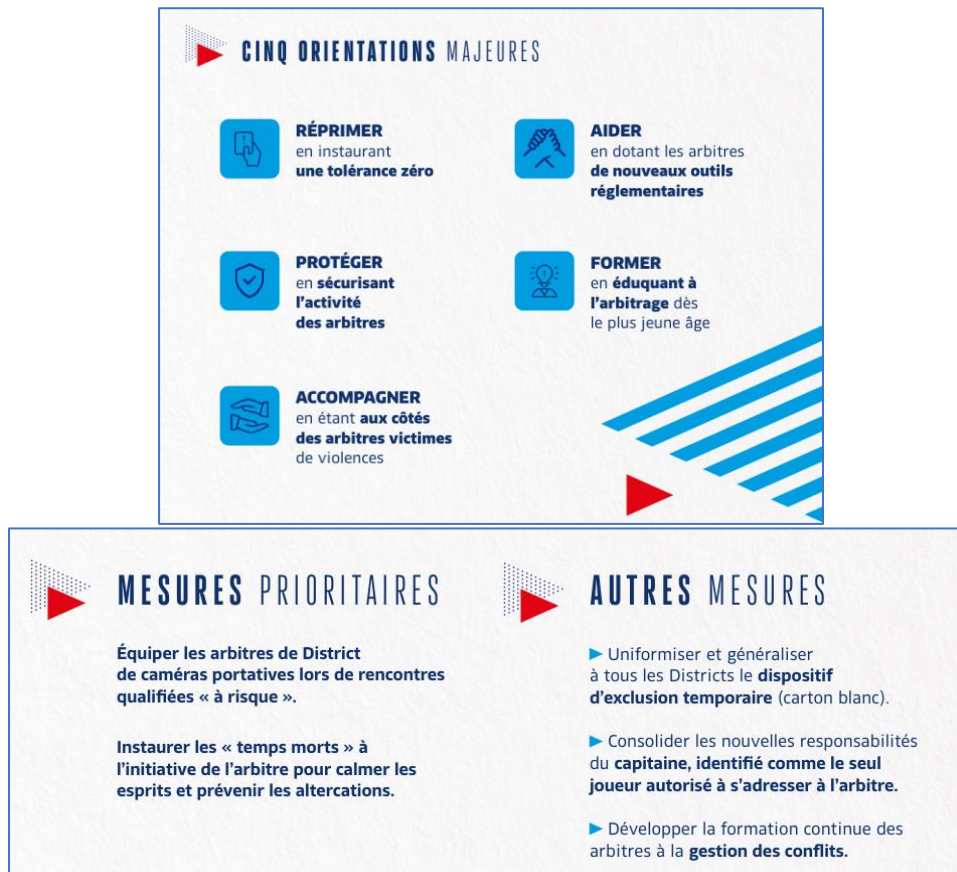 CINQ ORIENTATIONS MAJEURES
RÉPRIMER
en instaurant
une tolérance zéro
AIDER
en dotant les arbitres
de nouveaux outils
réglementaires
PROTÉGER
en sécurisant
l'activité
des arbitres
FORMER
en éduquant à
l'arbitrage dès
le plus jeune âge
ACCOMPAGNER
en étant aux côtés
des arbitres victimes
de violences
MESURES PRIORITAIRES
Équiper les arbitres de District
de caméras portatives lors de rencontres
qualifiées « à risque ».
Instaurer les « temps morts » à
l'initiative de l'arbitre pour calmer les
esprits et prévenir les altercations.
AUTRES MESURES
Uniformiser et généraliser
à tous les Districts le dispositif
d'exclusion temporaire (carton blanc).
Consolider les nouvelles responsabilités
du capitaine, identifié comme le seul
joueur autorisé à s'adresser à l'arbitre.
Développer la formation continue des
arbitres à la gestion des conflits.